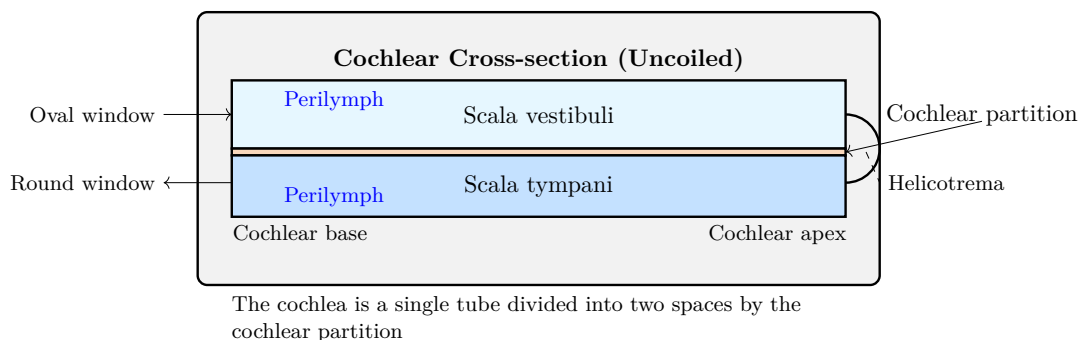 Cochlear Cross-section (Uncoiled)
Perilymph
Scala vestibuli
Oval window
Cochlear partition
Round window
Perilymph
Scala tympani
Helicotrema
Cochlear base
Cochlear apex
The cochlea is a single tube divided into two spaces by the
cochlear partition